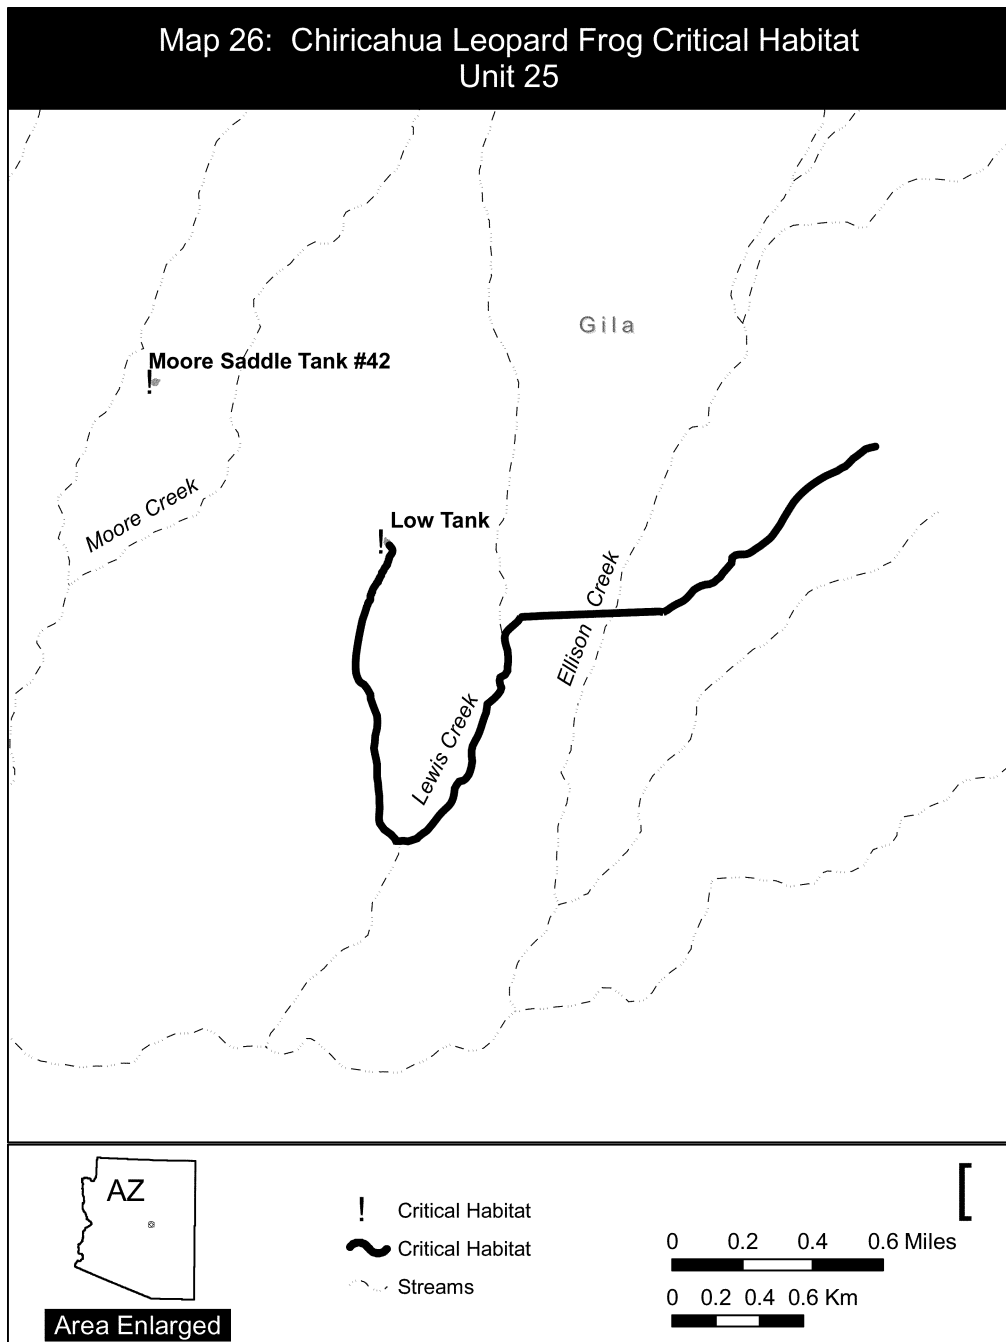 Map 26:  Chiricahua Leopard Frog Critical Habitat
Unit 25
Gila
Moore Saddle Tank #42
!
Moore Creek
Low Tank
!
Ellison Creek
Lewis Creek
AZ
Area Enlarged
! Critical Habitat
Critical Habitat
Streams
[
0 0.2 0.4 0.6 Miles
0 0.2 0.4 0.6 Km